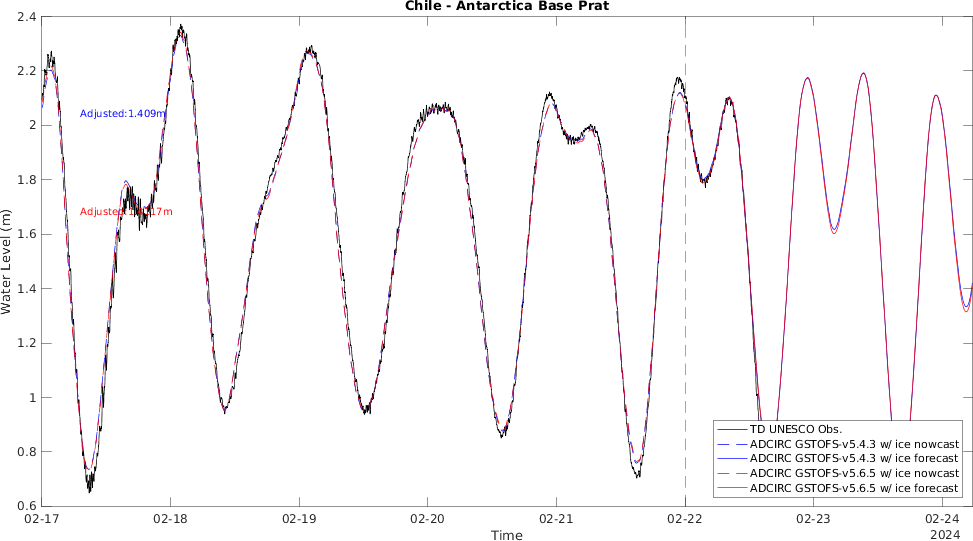 Chile - Antarctica Base Prat
2.4
2.2
2
1.8
1.6
1.4
1.2
1
0.8
0.6
Water Level (m)
Adjusted:1.409m
02-17
02-18
02-19
02-20
02-21
02-22
02-23
02-24
2024
Time
TD UNESCO Obs.
ADCIRC GSTOFS-v5.4.3 w/ ice nowcast
ADCIRC GSTOFS-v5.4.3 w/ ice forecast
ADCIRC GSTOFS-v5.6.5 w/ ice nowcast
ADCIRC GSTOFS-v5.6.5 w/ ice forecast